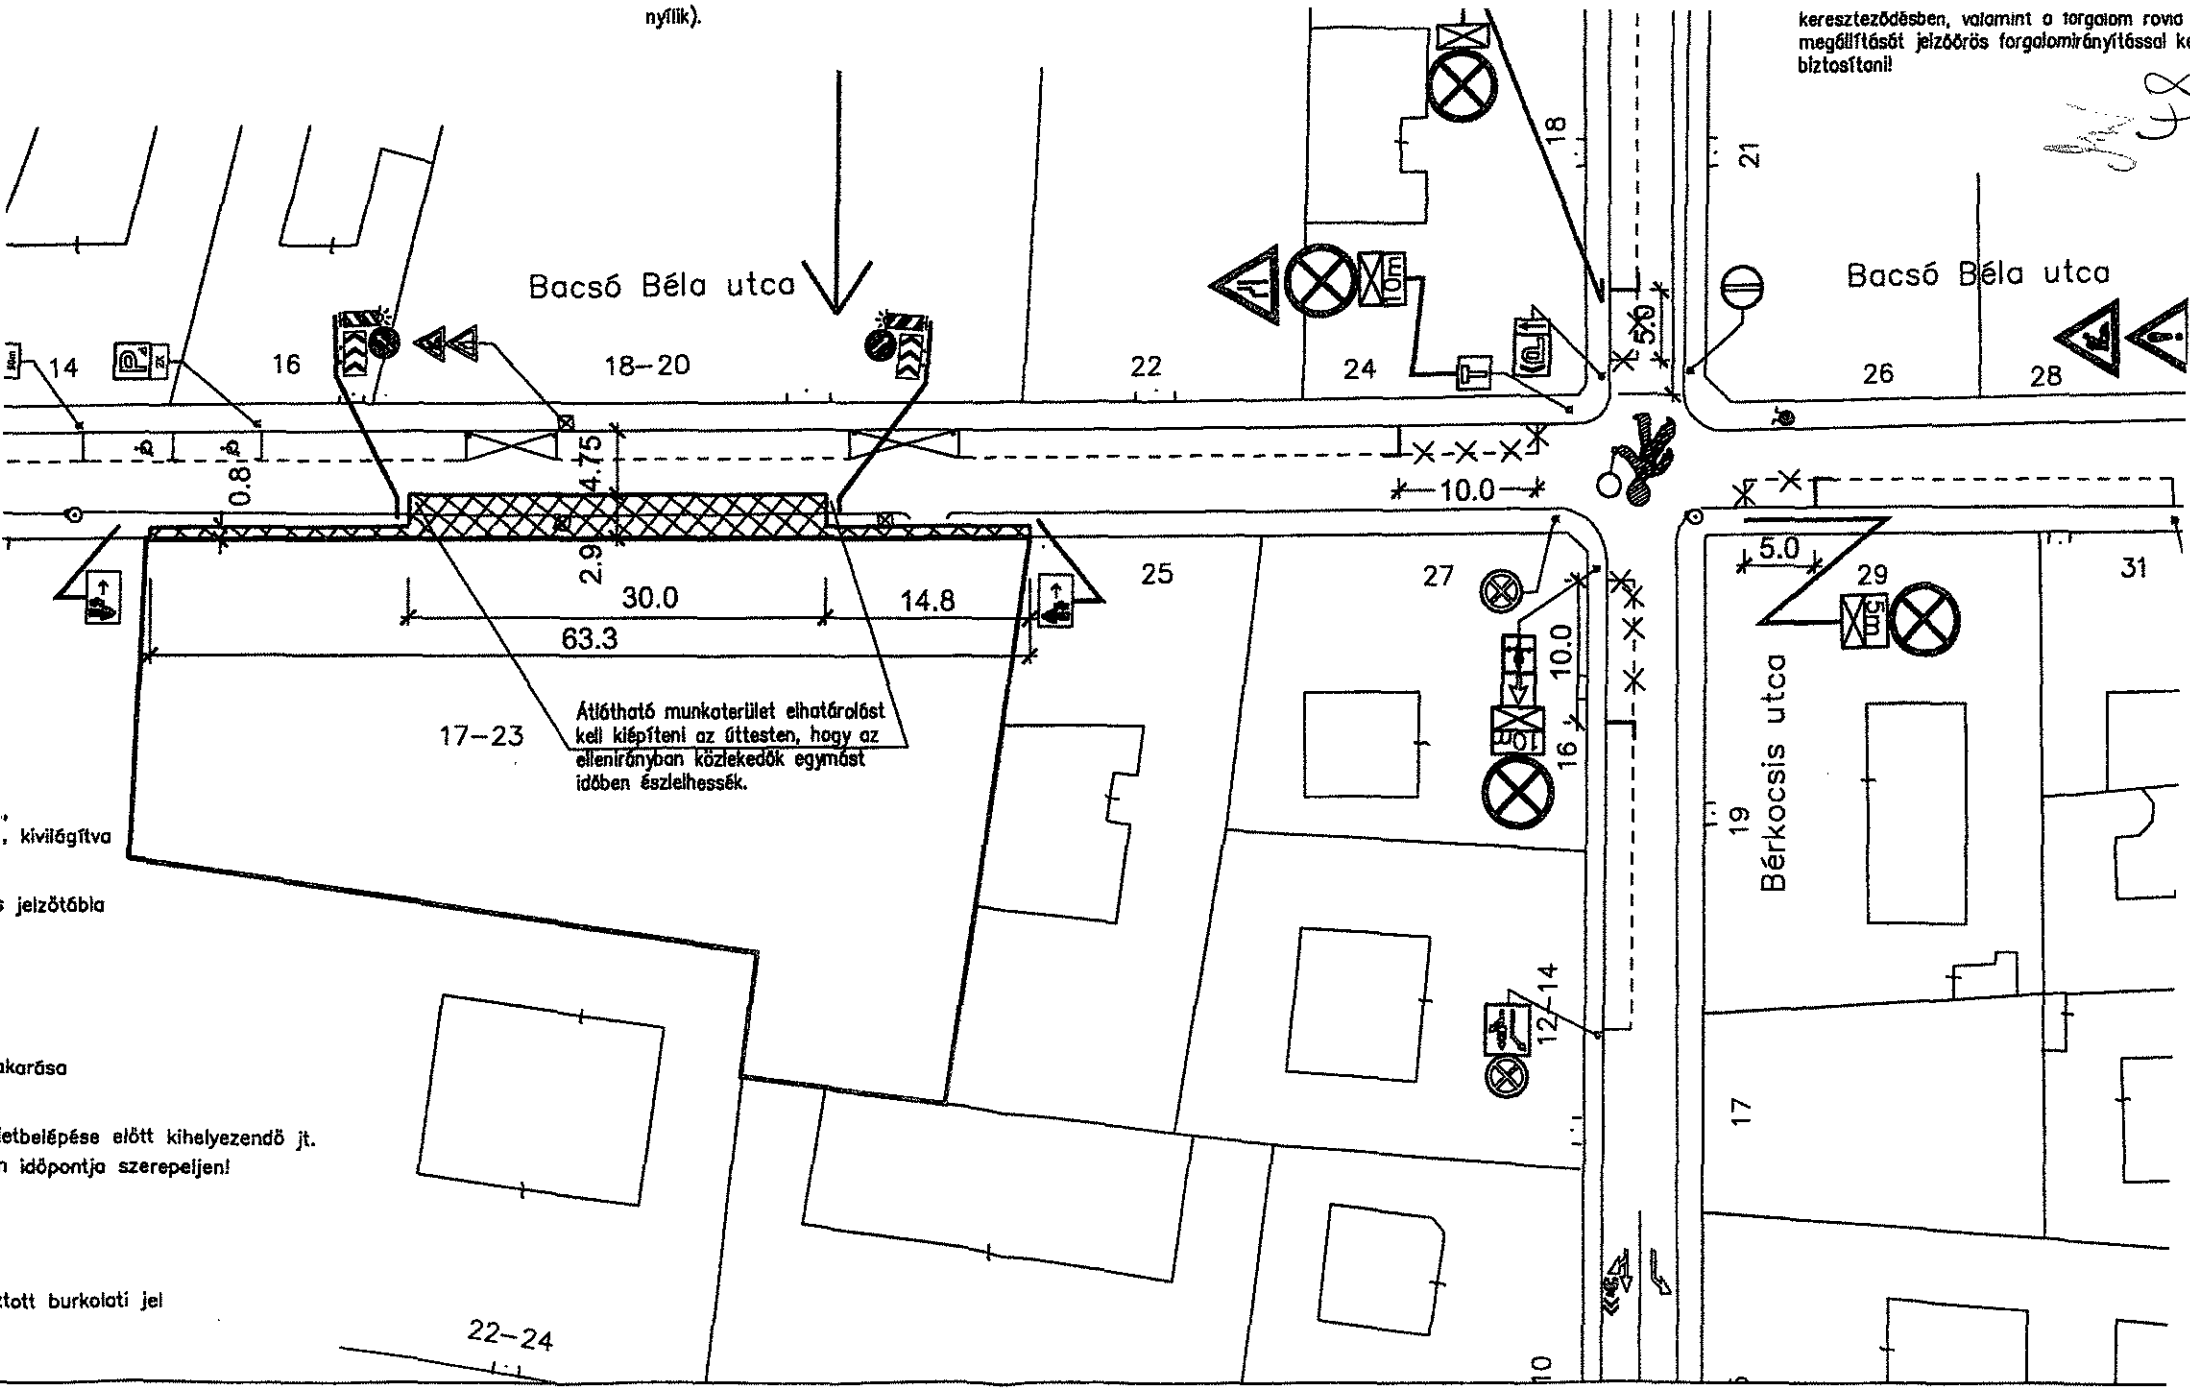 nyílik).
kereszteződésben, valamint a forgalom rövid
megállítását jelzőőrös forgalomirányítással
biztosítani!
18
21
Bacsó Béla utca
Bacsó Béla utca
10m
5.0
14
P
16
18-20
22
24
26
28
4.75
0.8
10.0
2.9
5.0
25
27
29
31
30.0
14.8
63.3
10.0
5m
17-23
Átlátható munkaterület elhatárolást
kell kiépíteni az úttesten, hogy az
ellenirányban közlekedők egymást
időben észlelhessék.
10m
16
19
Bérkocsis utca
, kivilágítva
jelzőtábla
12-14
17
akarása
etbelépése előtt kihelyezendő jt.
időpontja szerepeljen!
burkolati jel
22-24
10